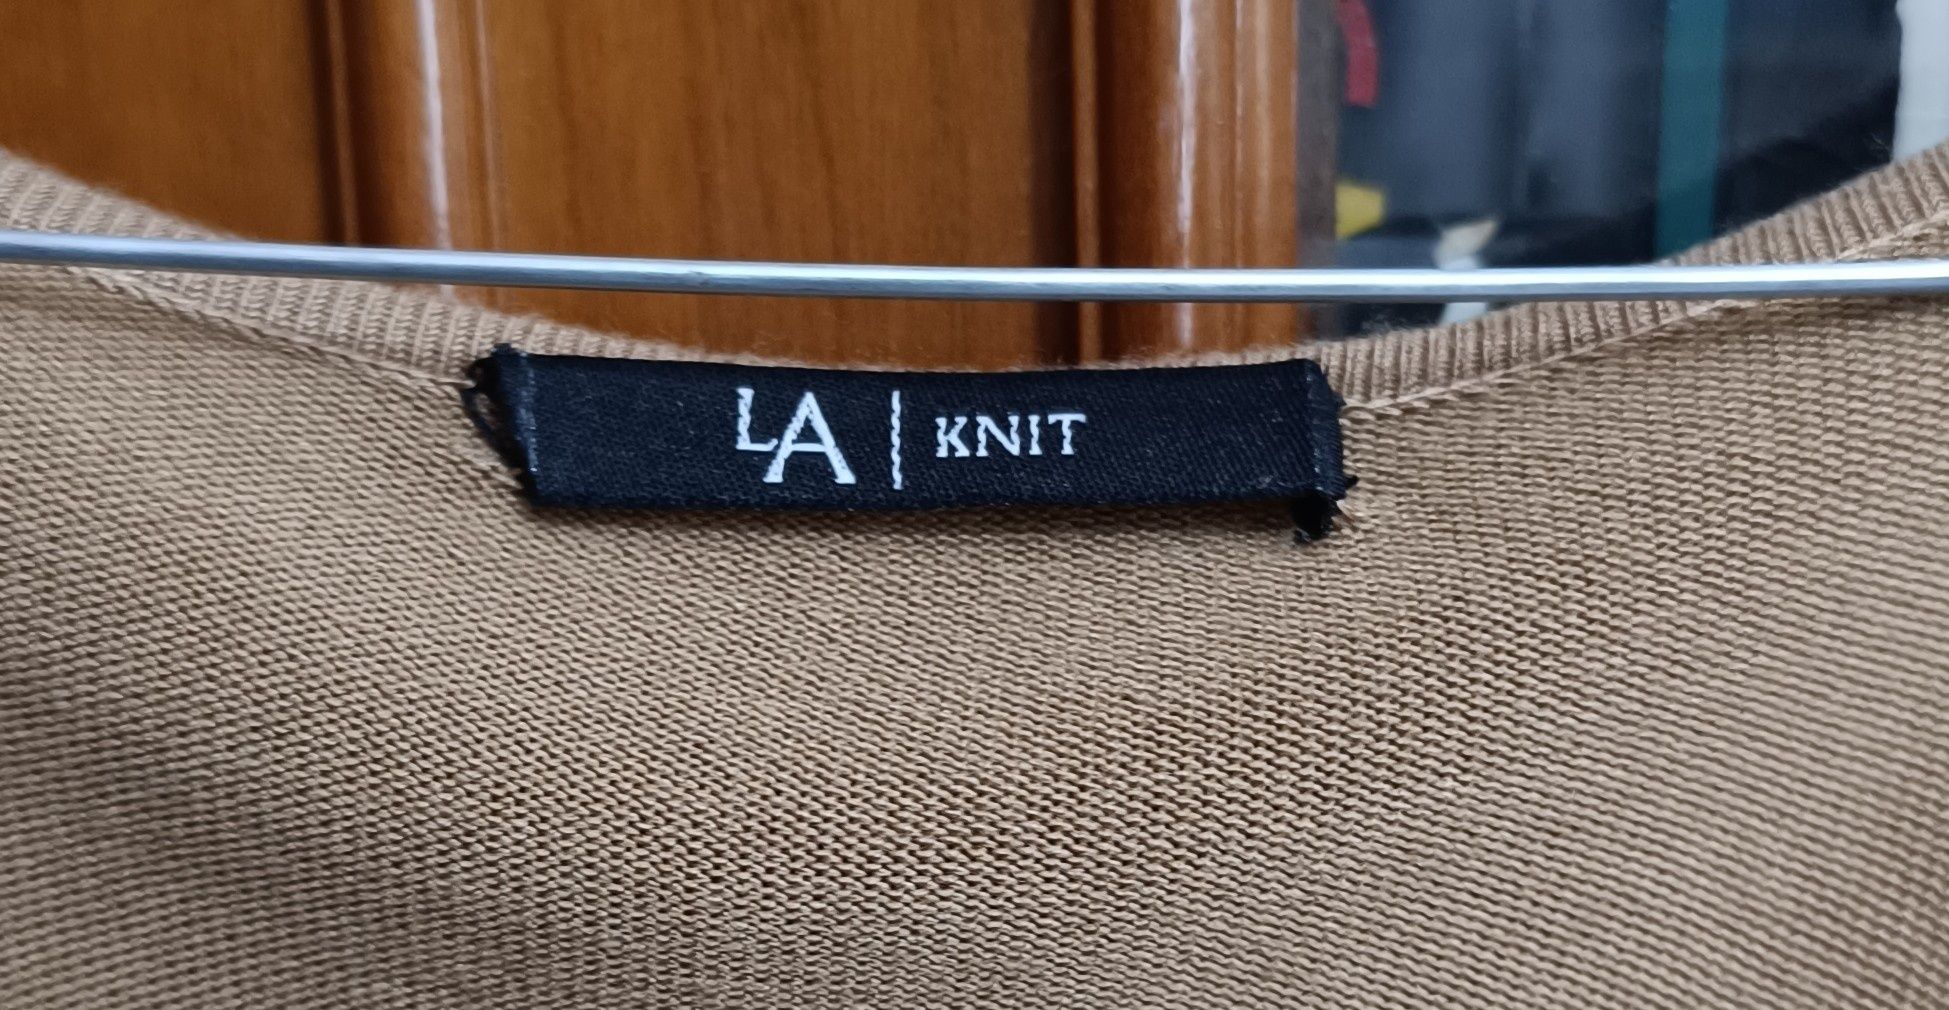 LA | KNIT